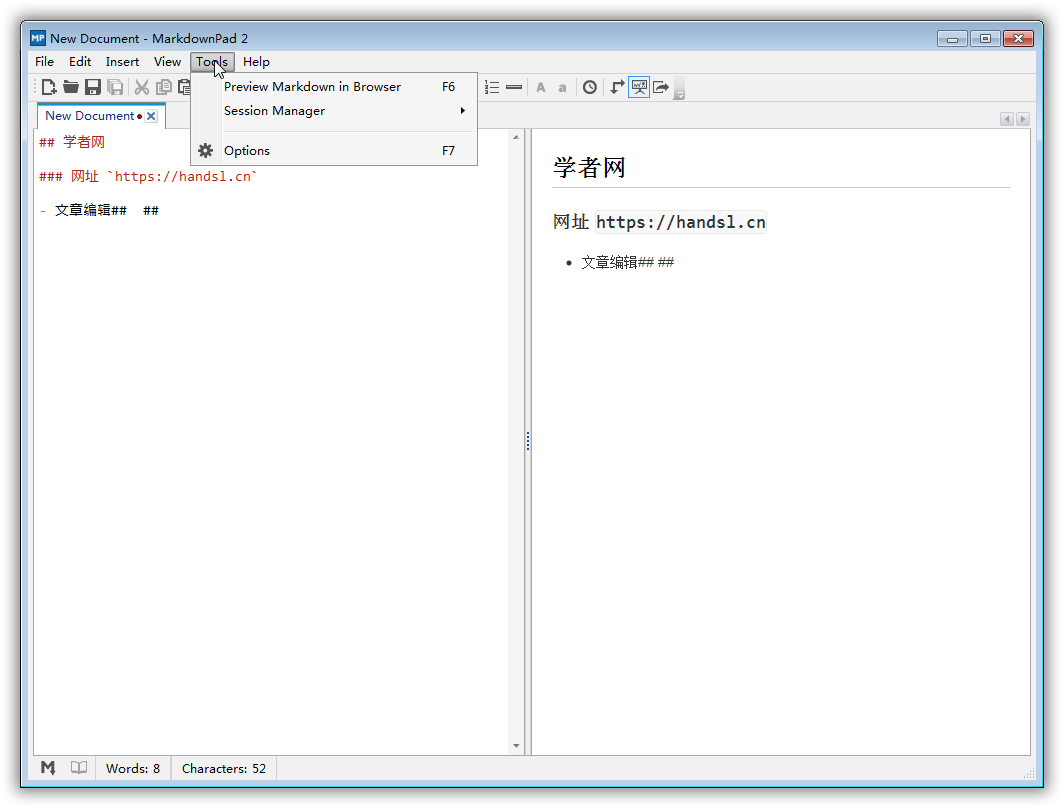 MP New Document - MarkdownPad 2
File Edit Insert View Tools Help
Preview Markdown in Browser F6
Session Manager
Options F7
A a
New Document
## 学者网
### 网址 `https://handsl.cn`
- 文章编辑##  ##
学者网
网址 https://handsl.cn
• 文章编辑## ##
Words: 8 Characters: 52